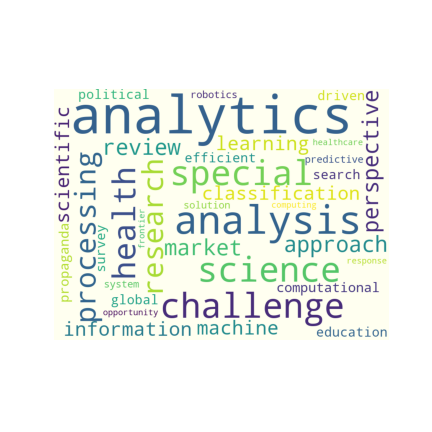 political
robotics
driven
analytics
scientific
review
learning
perspective
healthcare
efficient
predictive
processing
health
research
special
search
classification
solution
computing
propaganda
survey
frontier
analysis
market
approach
science
response
system
computational
global
challenge
opportunity
information
machine
education